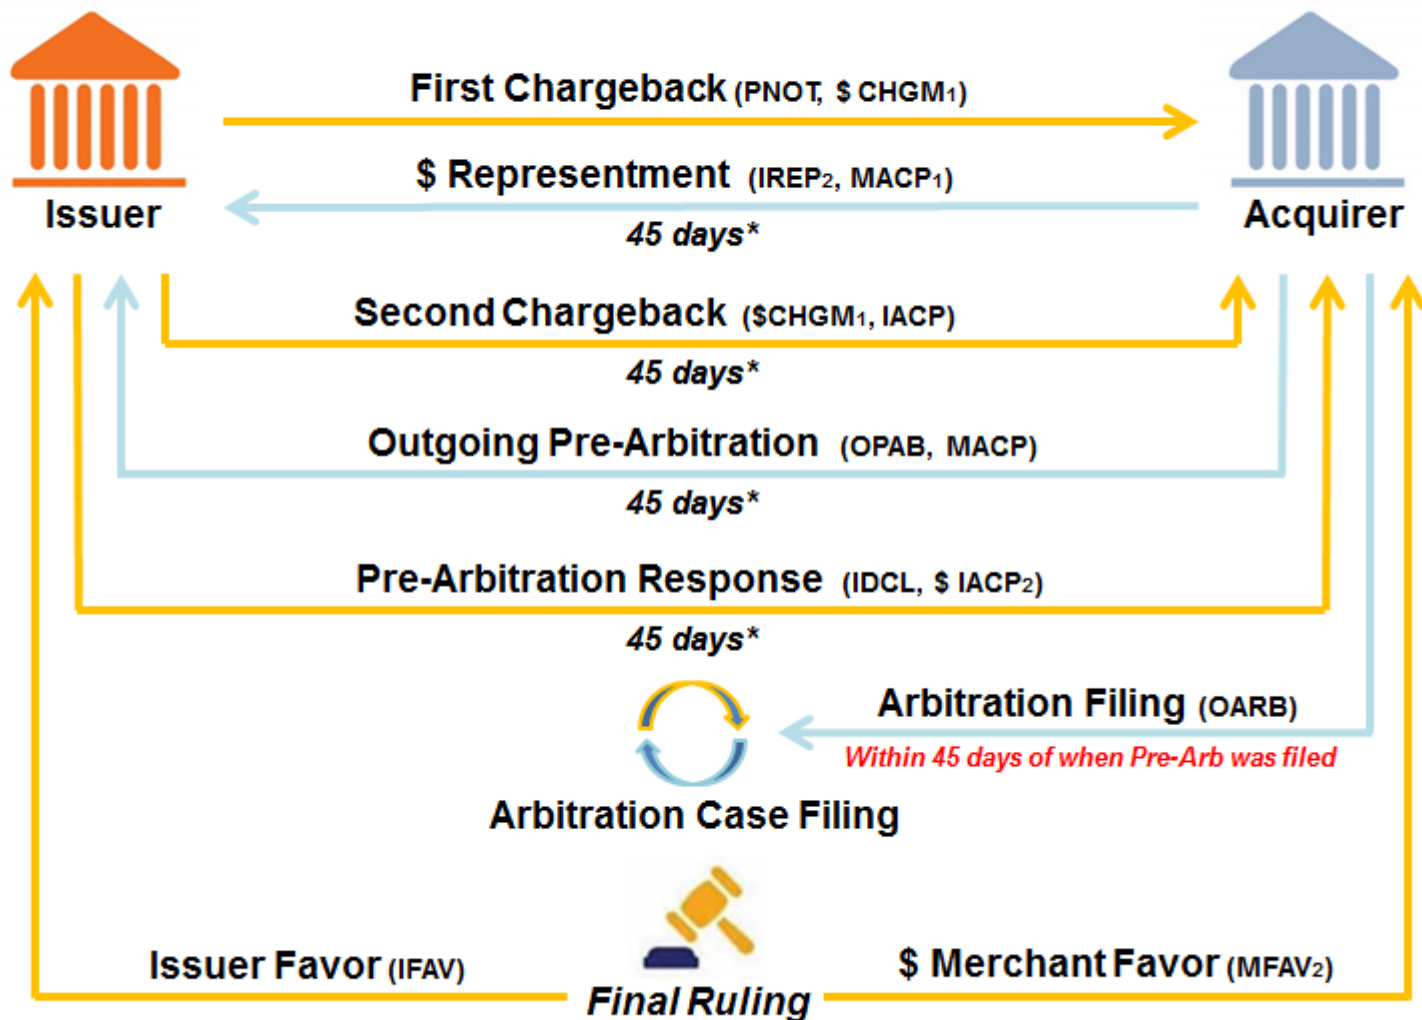 First Chargeback (PNOT, $ CHGM1)
$ Representment (IREP2, MACP1)
45 days*
Issuer
Acquirer
Second Chargeback ($CHGM1, IACP)
45 days*
Outgoing Pre-Arbitration (OPAB, MACP)
45 days*
Pre-Arbitration Response (IDCL, $ IACP2)
45 days*
Arbitration Filing (OARB)
Within 45 days of when Pre-Arb was filed
Arbitration Case Filing
Issuer Favor (IFAV)
$ Merchant Favor (MFAV2)
Final Ruling